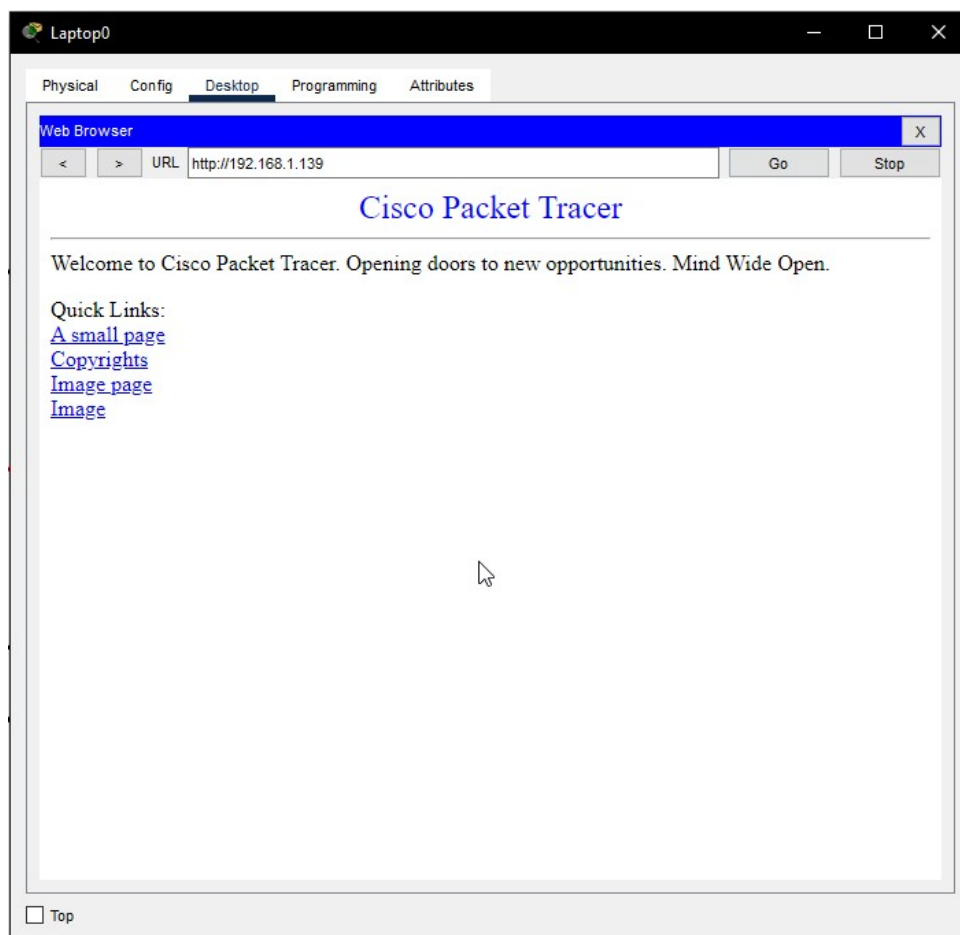 Laptop0
Physical Config Desktop Programming Attributes
Web Browser X
< > URL http://192.168.1.139 Go Stop
Cisco Packet Tracer
Welcome to Cisco Packet Tracer. Opening doors to new opportunities. Mind Wide Open.
Quick Links:
A small page
Copyrights
Image page
Image
Top